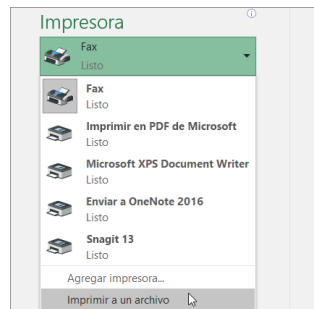 Impresora
Fax
Listo
Fax
Listo
Imprimir en PDF de Microsoft
Listo
Microsoft XPS Document Writer
Listo
Enviar a OneNote 2016
Listo
Snagit 13
Listo
Agregar impresora...
Imprimir a un archivo